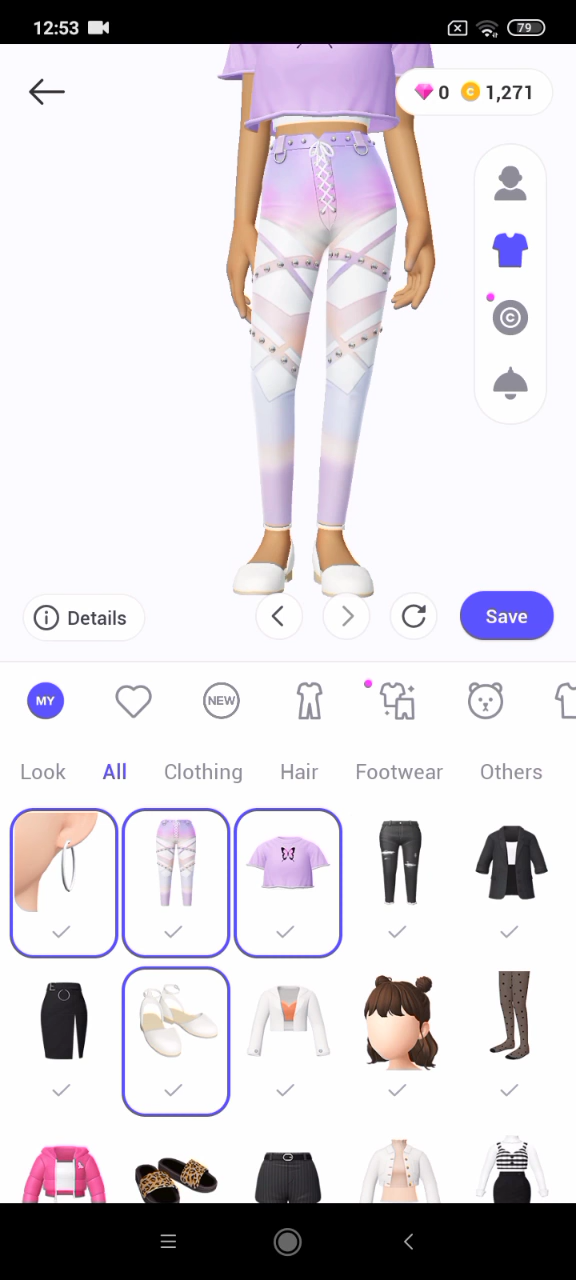 12:53
79
0
C
1,271
C
Details
Save
MY
NEW
Look
All
Clothing
Hair
Footwear
Others